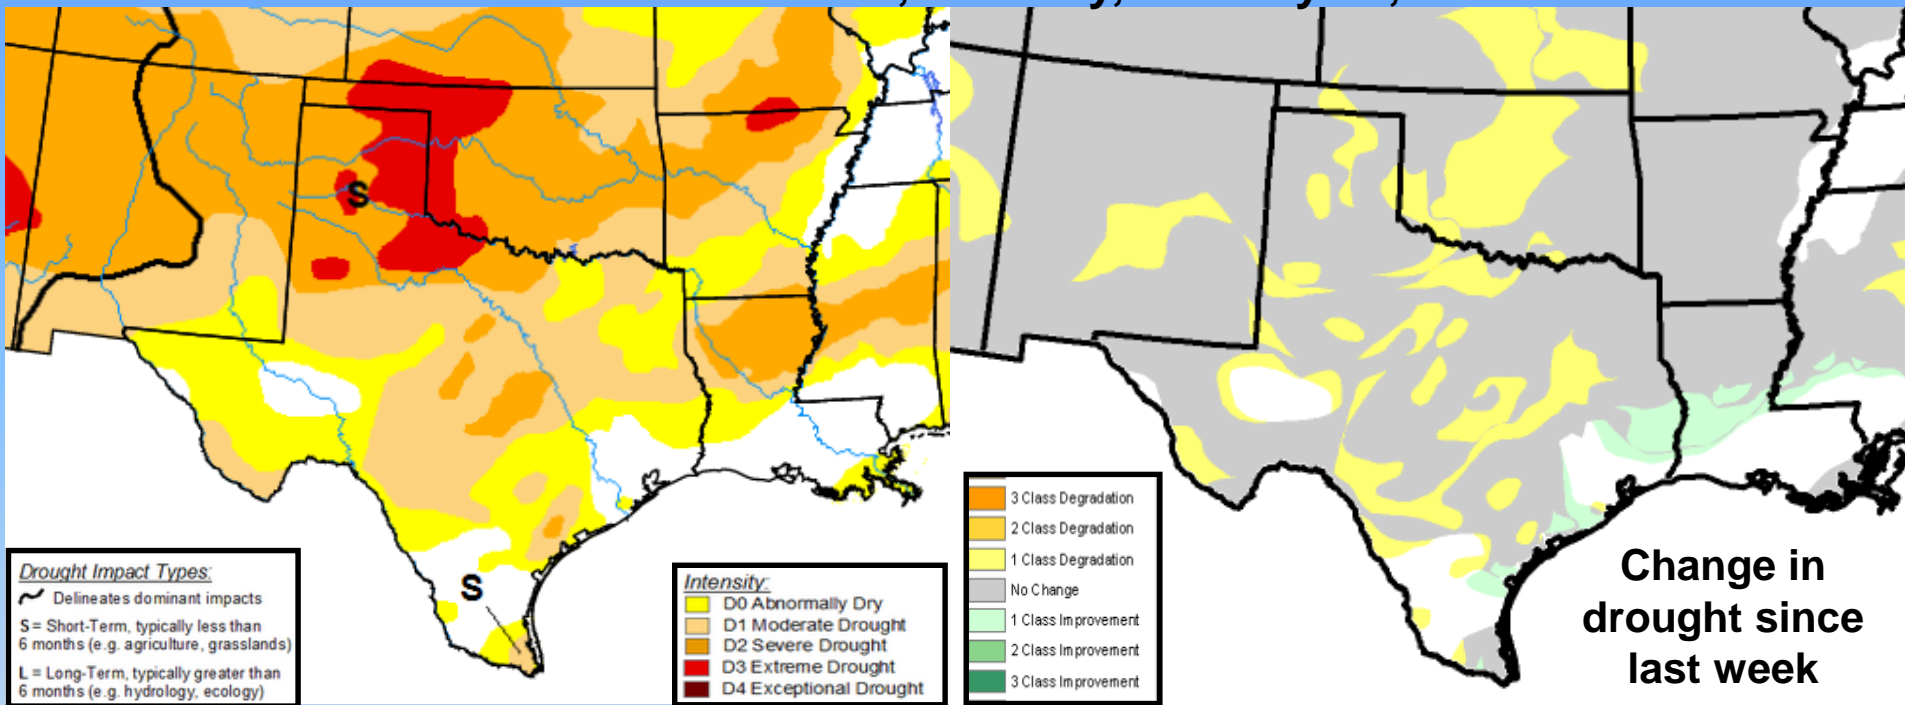 S
S
Drought Impact Types:
Delineates dominant impacts
S = Short-Term, typically less than
6 months (e.g. agriculture, grasslands)
L = Long-Term, typically greater than
6 months (e.g. hydrology, ecology)
Intensity:
D0 Abnormally Dry
D1 Moderate Drought
D2 Severe Drought
D3 Extreme Drought
D4 Exceptional Drought
3 Class Degradation
2 Class Degradation
1 Class Degradation
No Change
1 Class Improvement
2 Class Improvement
3 Class Improvement
Change in
drought since
last week